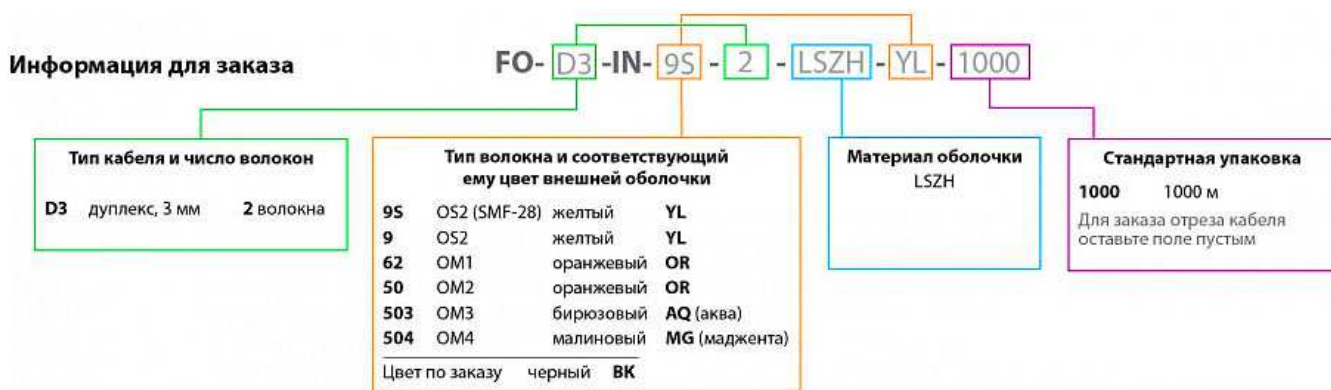 Информация для заказа
FO- D3 -IN- 9S - 2 - LSZH - YL - 1000
Тип кабеля и число волокон
D3 дуплекс, 3 мм 2 волокна
Тип волокна и соответствующий
ему цвет внешней оболочки
9S OS2 (SMF-28) желтый YL
9 OS2 желтый YL
62 OM1 оранжевый OR
50 OM2 оранжевый OR
503 OM3 бирюзовый AQ (аква)
504 OM4 малиновый MG (маджента)
Цвет по заказу черный BK
Материал оболочки
LSZH
Стандартная упаковка
1000 1000 м
Для заказа отреза кабеля
оставьте поле пустым